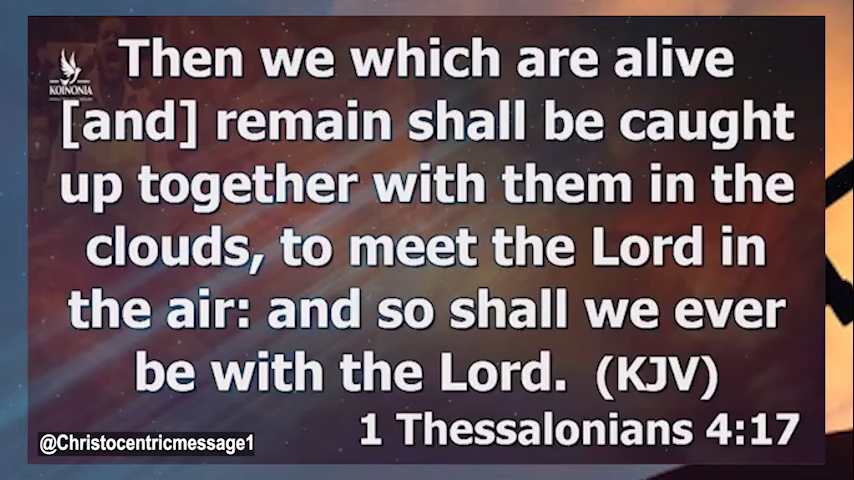 KOINONIA
Then we which are alive
[and] remain shall be caught
up together with them in the
clouds, to meet the Lord in
the air: and so shall we ever
be with the Lord. (KJV)
1 Thessalonians 4:17
@Christocentricmessage1